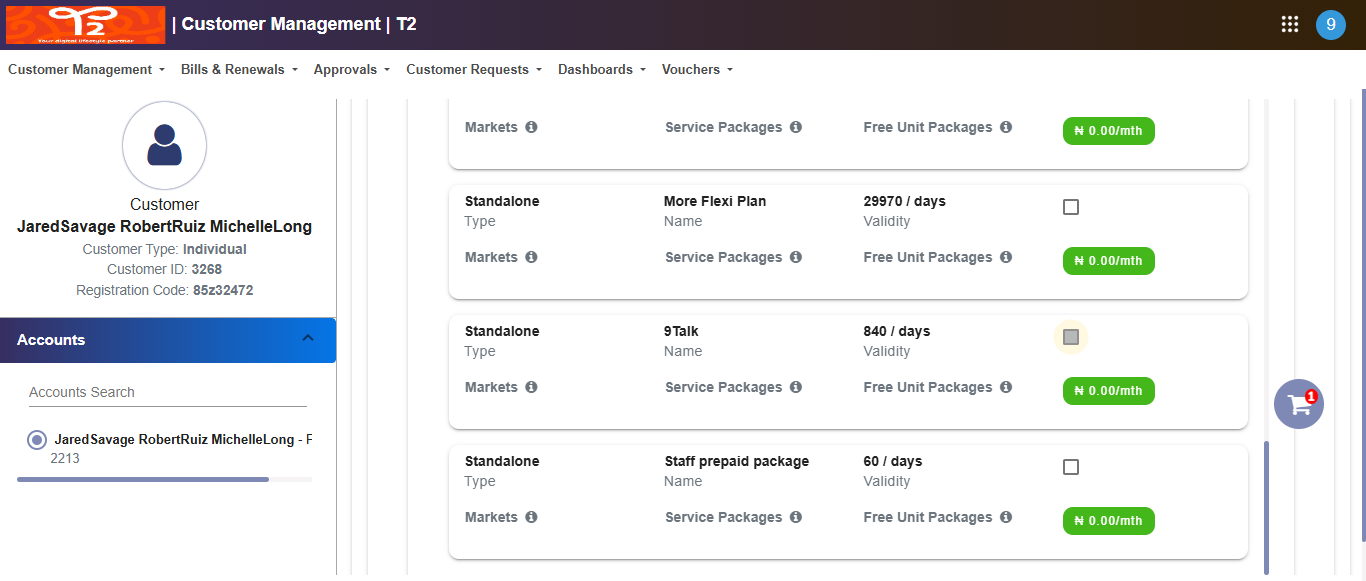 T2
Your digital lifestyle partner
| Customer Management | T2
9
Customer Management
Bills & Renewals
Approvals
Customer Requests
Dashboards
Vouchers
Customer
JaredSavage RobertRuiz MichelleLong
Customer Type: Individual
Customer ID: 3268
Registration Code: 85z32472
Accounts
Accounts Search
JaredSavage RobertRuiz MichelleLong - F
2213
Markets
Service Packages
Free Unit Packages
₦ 0.00/mth
Standalone
Type
More Flexi Plan
Name
29970 / days
Validity
Markets
Service Packages
Free Unit Packages
₦ 0.00/mth
Standalone
Type
9Talk
Name
840 / days
Validity
Markets
Service Packages
Free Unit Packages
₦ 0.00/mth
Standalone
Type
Staff prepaid package
Name
60 / days
Validity
Markets
Service Packages
Free Unit Packages
₦ 0.00/mth
1